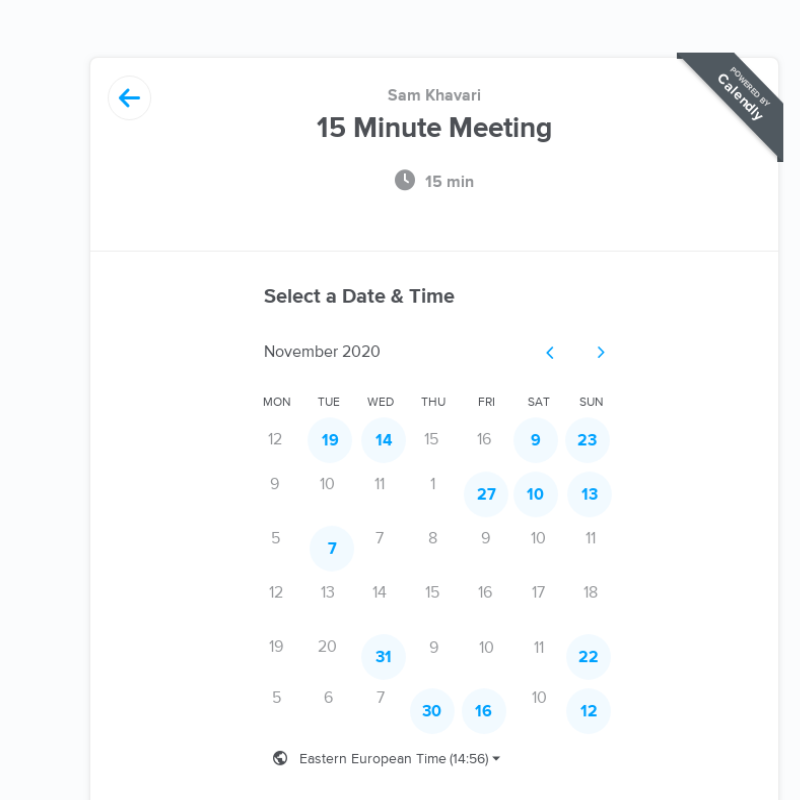 POWERED BY
Calendly
Sam Khavari
15 Minute Meeting
15 min
Select a Date & Time
November 2020
MON TUE WED THU FRI SAT SUN
12 19 14 15 16 9 23
9 10 11 1 27 10 13
5 7 7 8 9 10 11
12 13 14 15 16 17 18
19 20 31 9 10 11 22
5 6 7 30 16 10 12
Eastern European Time (14:56)